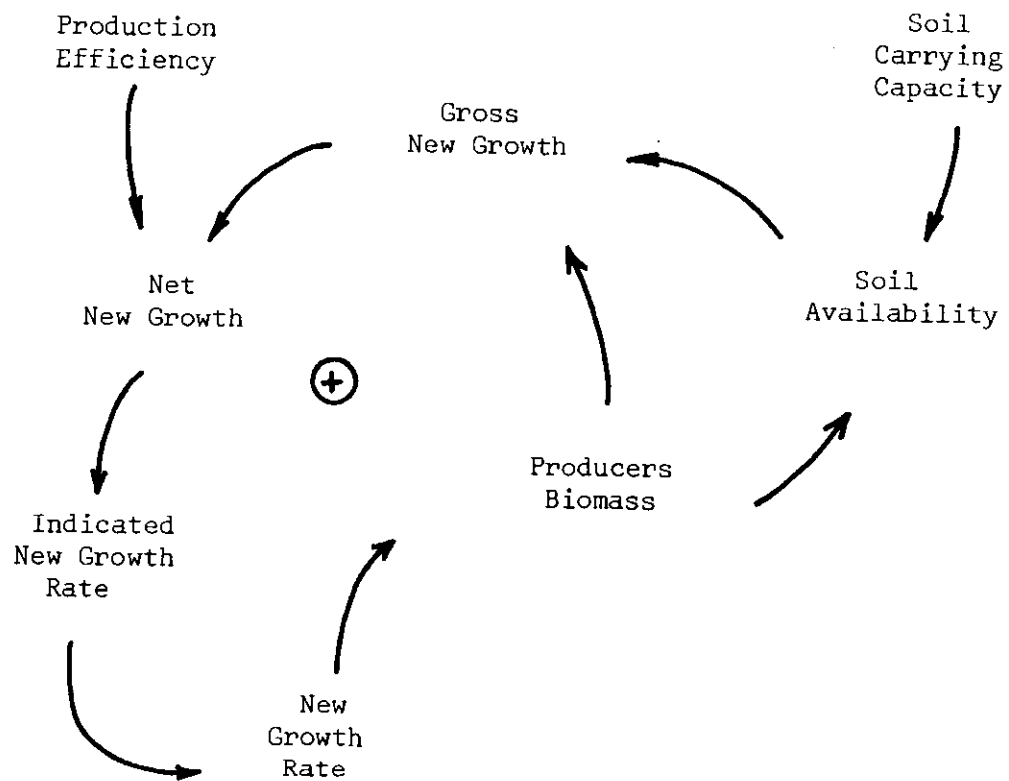 Production
Efficiency
Soil
Carrying
Capacity
Gross
New Growth
Net
New Growth
Soil
Availability
+
Producers
Biomass
Indicated
New Growth
Rate
New
Growth
Rate